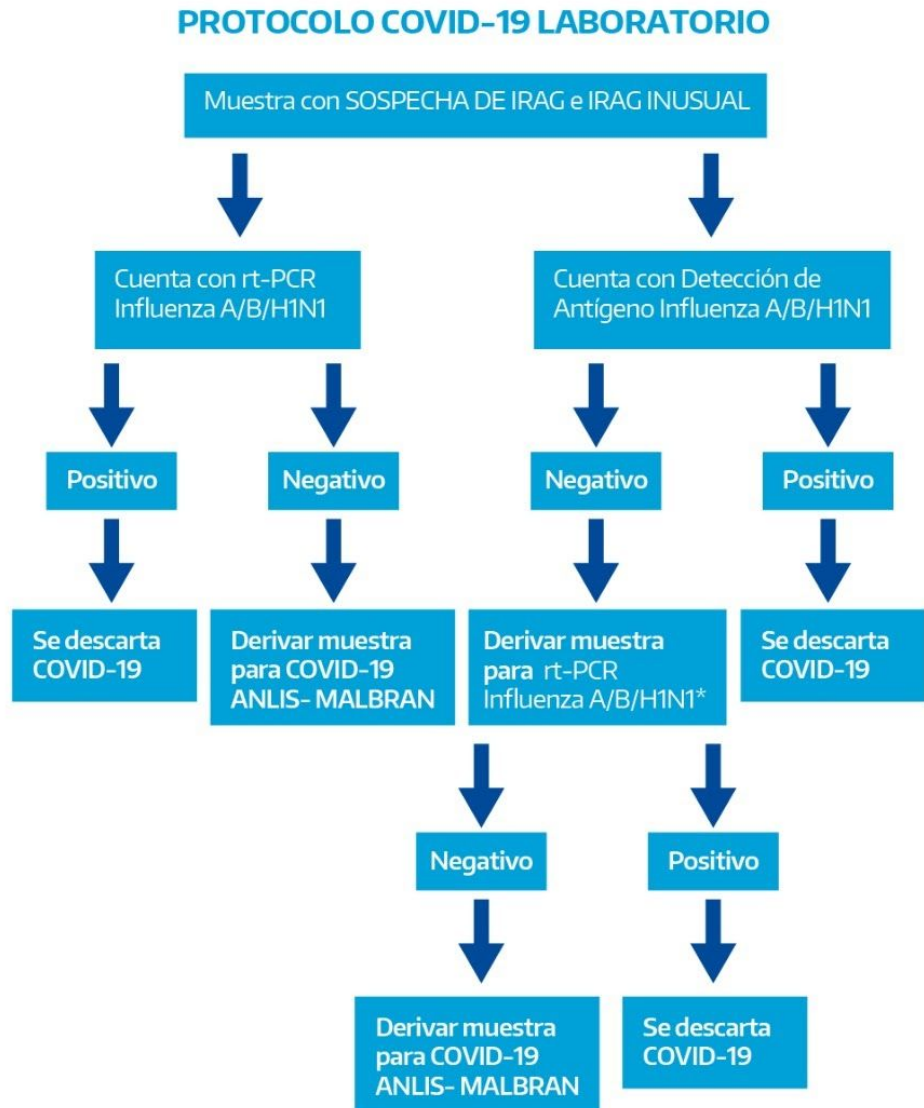 PROTOCOLO COVID-19 LABORATORIO
Muestra con SOSPECHA DE IRAG e IRAG INUSUAL
Cuenta con rt-PCR
Influenza A/B/H1N1
Cuenta con Detección de
Antígeno Influenza A/B/H1N1
Positivo
Negativo
Negativo
Positivo
Se descarta
COVID-19
Derivar muestra
para COVID-19
ANLIS- MALBRAN
Derivar muestra
para rt-PCR
Influenza A/B/H1N1*
Se descarta
COVID-19
Negativo
Positivo
Derivar muestra
para COVID-19
ANLIS- MALBRAN
Se descarta
COVID-19